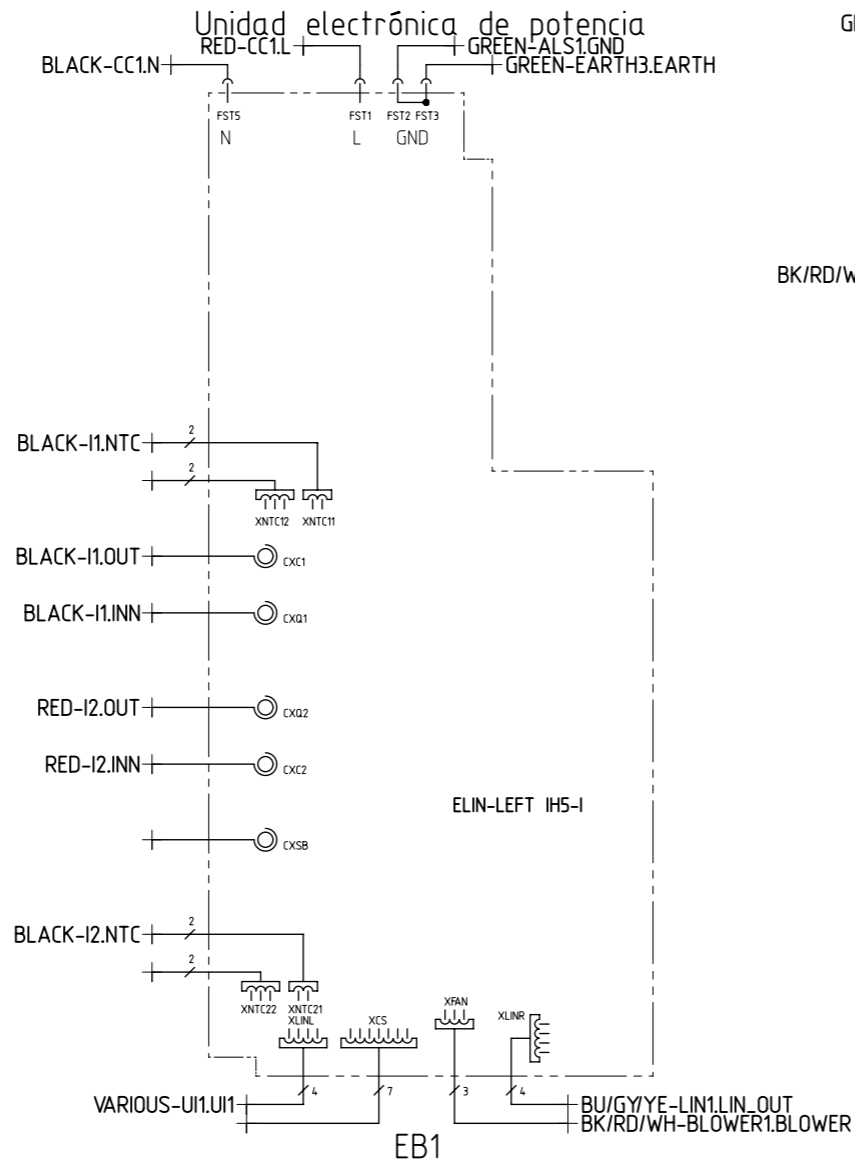 Unidad electrónica de potencia
GI
RED-CC1.L
GREEN-ALS1.GND
BLACK-CC1.N
GREEN-EARTH3.EARTH
FST5 FST1 FST2 FST3
N L GND
BK/RD/W
BLACK-I1.NTC
2
2
XNTC12 XNTC11
BLACK-I1.OUT
CXC1
BLACK-I1.INN
CXQ1
RED-I2.OUT
CXQ2
RED-I2.INN
CXC2
ELIN-LEFT IH5-I
CXSB
BLACK-I2.NTC
2
2
XNTC22 XNTC21
XLINL XCS XFAN XLINR
4 7 3 4
VARIOUS-UI1.UI1
BU/GY/YE-LIN1.LIN_OUT
BK/RD/WH-BLOWER1.BLOWER
EB1